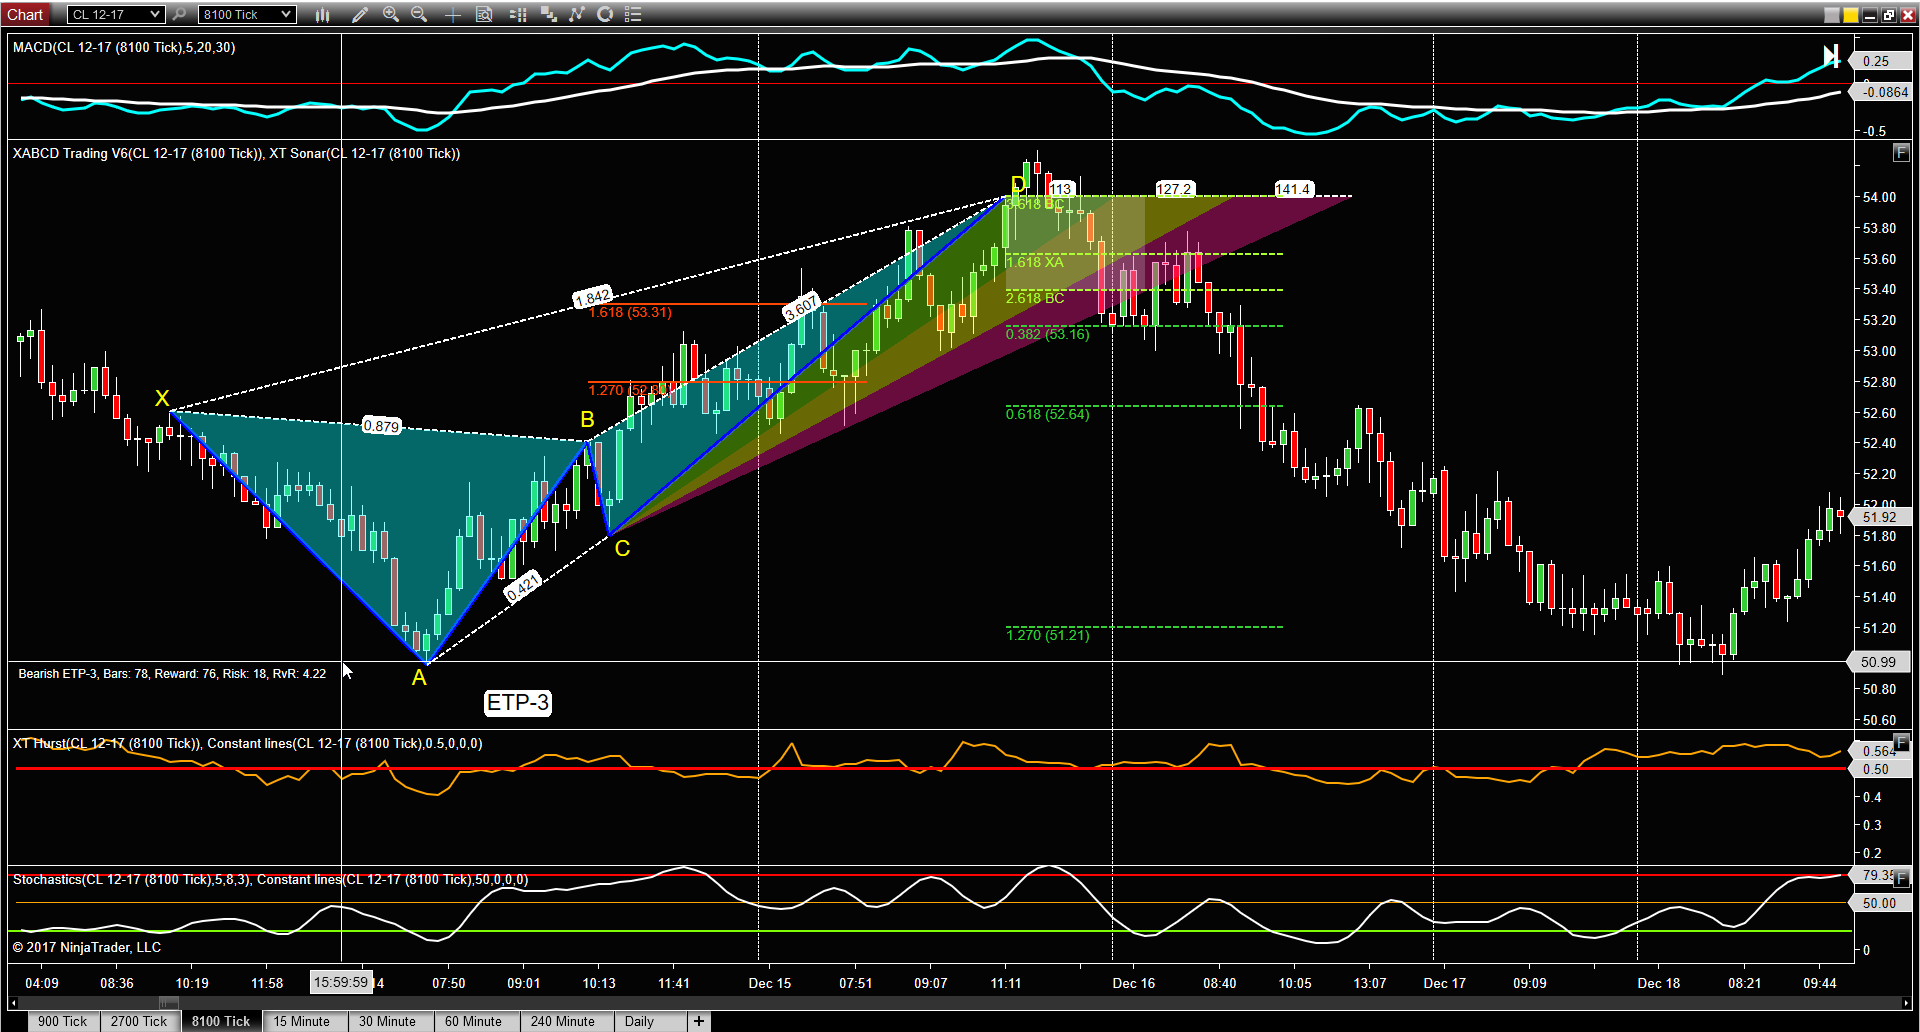 Chart CL 12-17 8100 Tick
MACD(CL 12-17 (8100 Tick),5,20,30)
0.25
0
-0.0864
-0.5
XABCD Trading V6(CL 12-17 (8100 Tick)), XT Sonar(CL 12-17 (8100 Tick))
F
D
113
127.2
141.4
54.00
3.618 BC
53.80
53.60
1.618 XA
53.40
2.618 BC
1.842
3.607
1.618 (53.31)
53.20
0.382 (53.16)
53.00
52.80
1.270
X
B
0.879
52.60
0.618 (52.64)
52.40
52.20
52.00
51.92
51.80
C
51.60
0.421
51.40
51.20
1.270 (51.21)
50.99
Bearish ETP-3, Bars: 78, Reward: 76, Risk: 18, RvR: 4.22
A
50.80
ETP-3
50.60
XT Hurst(CL 12-17 (8100 Tick)), Constant lines(CL 12-17 (8100 Tick),0.5,0,0,0)
F
0.564
0.50
0.4
0.3
0.2
Stochastics(CL 12-17 (8100 Tick),5,8,3), Constant lines(CL 12-17 (8100 Tick),50,0,0,0)
79.35
F
50.00
0
© 2017 NinjaTrader, LLC
04:09 08:36 10:19 11:58 15:59:59 14 07:50 09:01 10:13 11:41 Dec 15 07:51 09:07 11:11 Dec 16 08:40 10:05 13:07 Dec 17 09:09 Dec 18 08:21 09:44
900 Tick 2700 Tick 8100 Tick 15 Minute 30 Minute 60 Minute 240 Minute Daily +